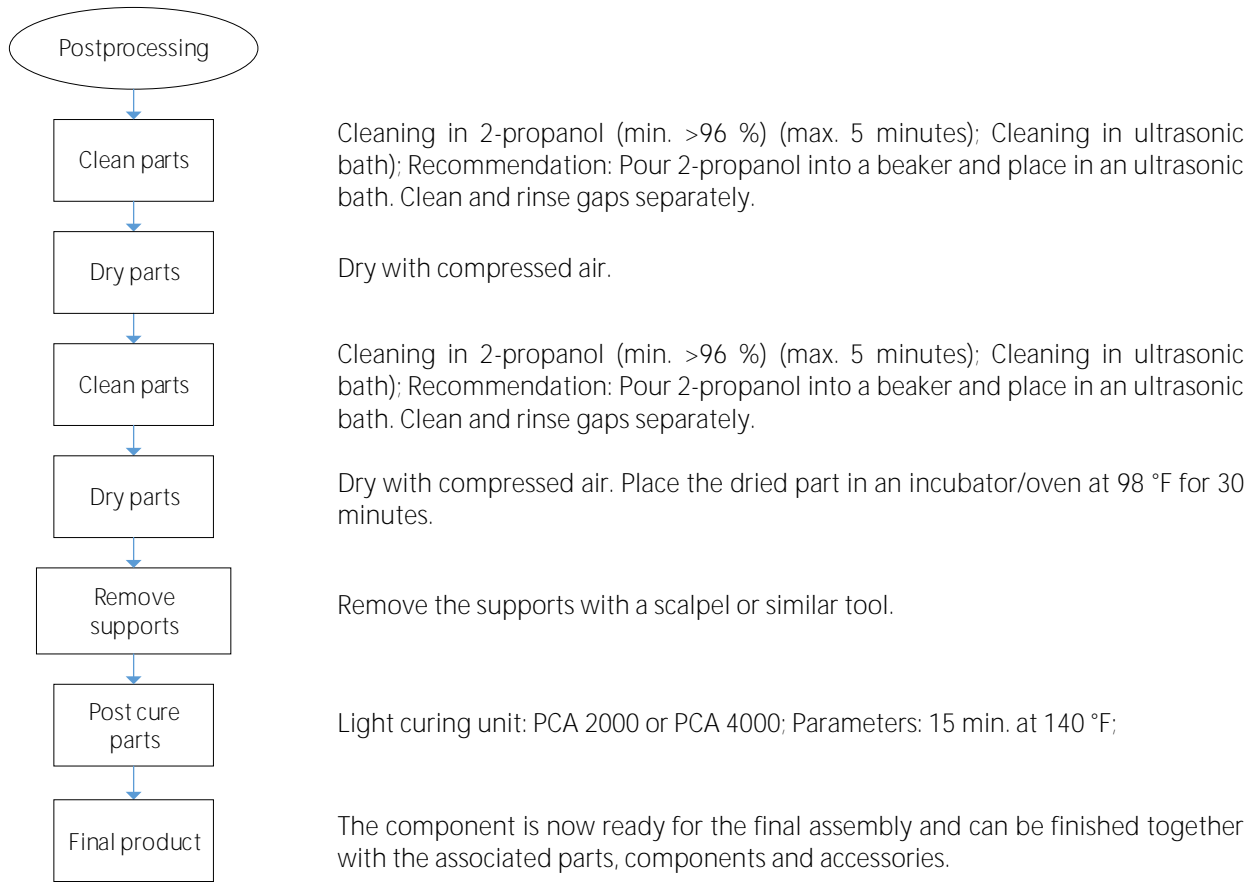 Postprocessing
Clean parts
Cleaning in 2-propanol (min. >96 %) (max. 5 minutes); Cleaning in ultrasonic
bath); Recommendation: Pour 2-propanol into a beaker and place in an ultrasonic
bath. Clean and rinse gaps separately.
Dry parts
Dry with compressed air.
Clean parts
Cleaning in 2-propanol (min. >96 %) (max. 5 minutes); Cleaning in ultrasonic
bath); Recommendation: Pour 2-propanol into a beaker and place in an ultrasonic
bath. Clean and rinse gaps separately.
Dry parts
Dry with compressed air. Place the dried part in an incubator/oven at 98 °F for 30
minutes.
Remove
supports
Remove the supports with a scalpel or similar tool.
Post cure
parts
Light curing unit: PCA 2000 or PCA 4000; Parameters: 15 min. at 140 °F;
Final product
The component is now ready for the final assembly and can be finished together
with the associated parts, components and accessories.